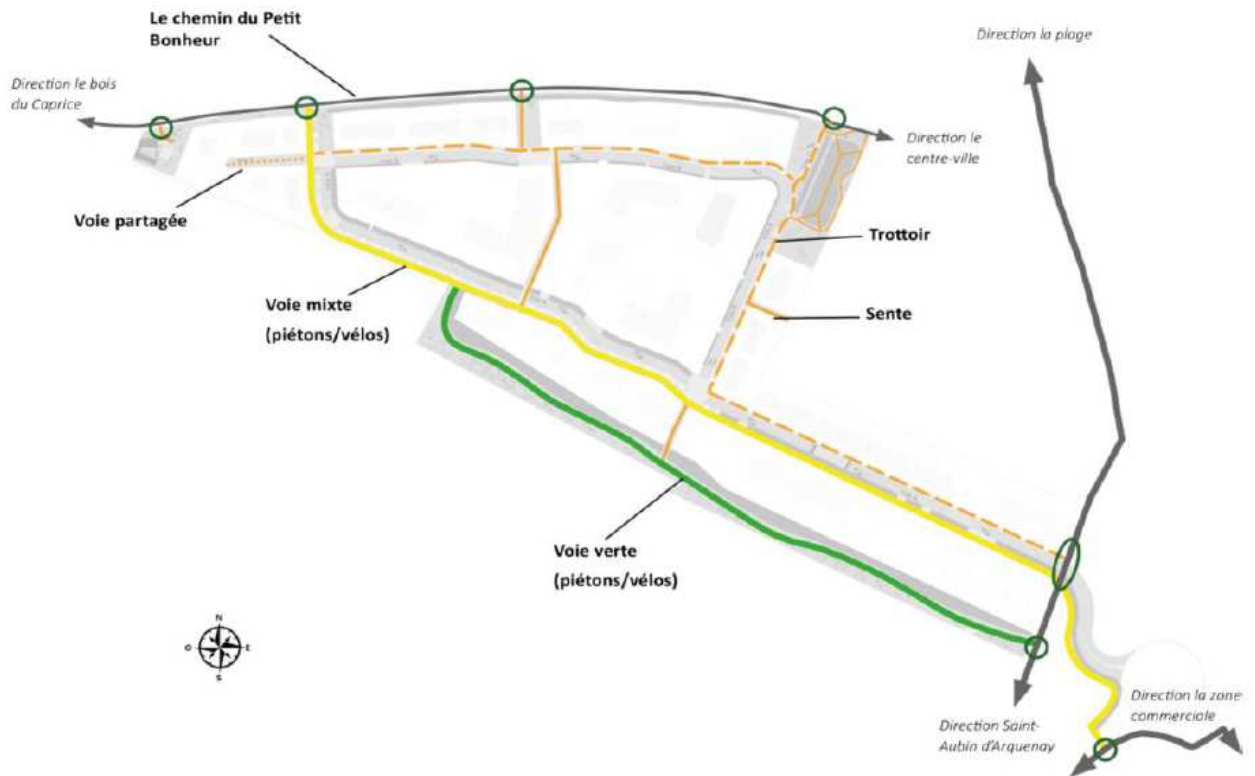 Le chemin du Petit
Bonheur
Direction la plage
Direction le bois
du Caprice
Direction le
centre-ville
Voie partagée
Trottoir
Voie mixte
(piétons/vélos)
Sente
Voie verte
(piétons/vélos)
N
O
E
S
Direction la zone
commerciale
Direction Saint-
Aubin d'Arquenay